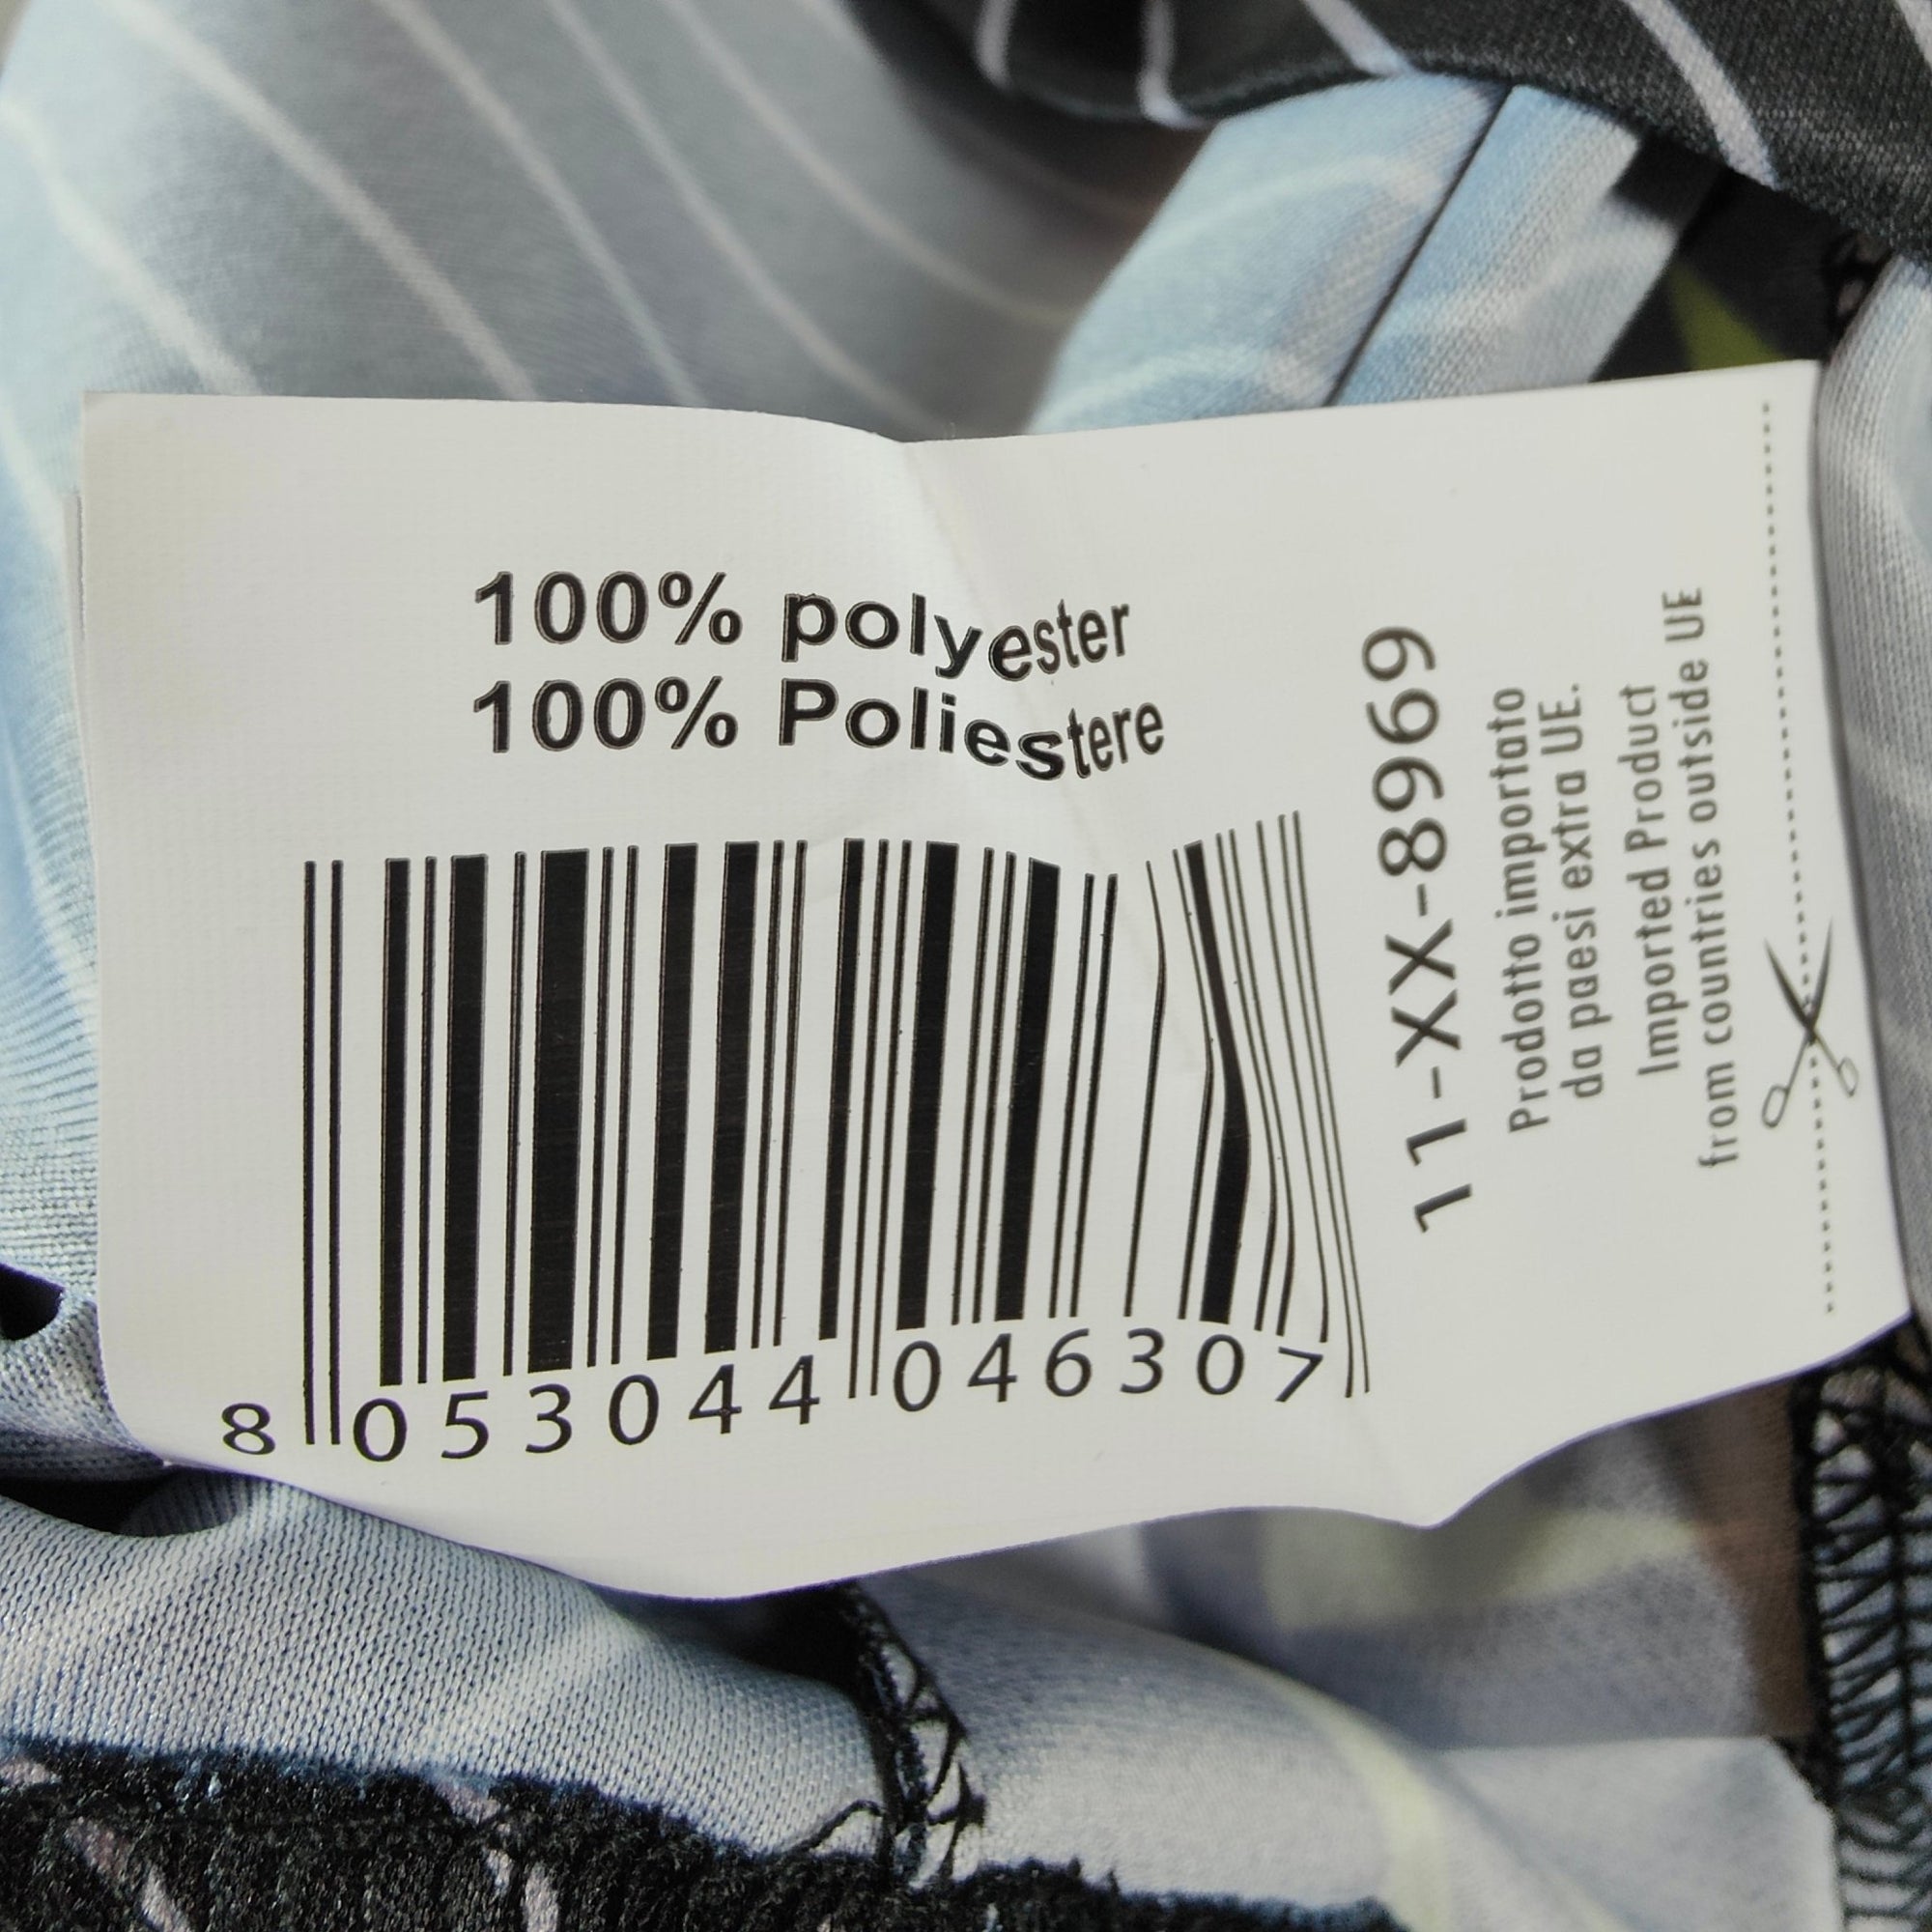 100% polyester
100% Poliestere
8 053044 046307
11-XX-8969
Prodotto importato
da paesi extra UE.
Imported Product
from countries outside UE